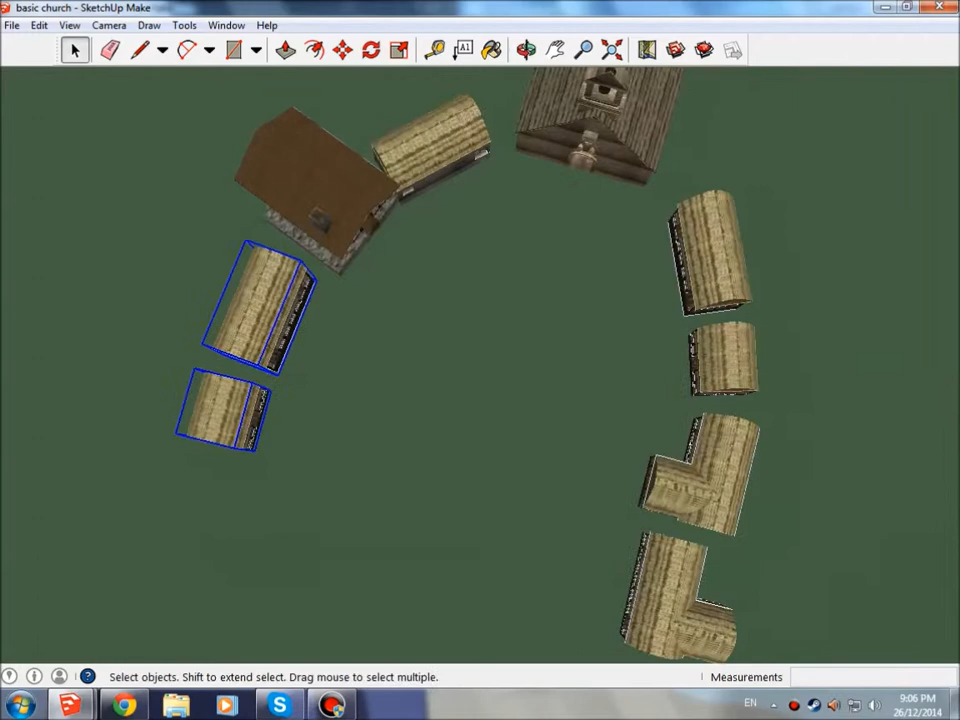 basic church - SketchUp Make
File Edit View Camera Draw Tools Window Help
A1
Select objects. Shift to extend select. Drag mouse to select multiple. Measurements
EN 9:06 PM
26/12/2014